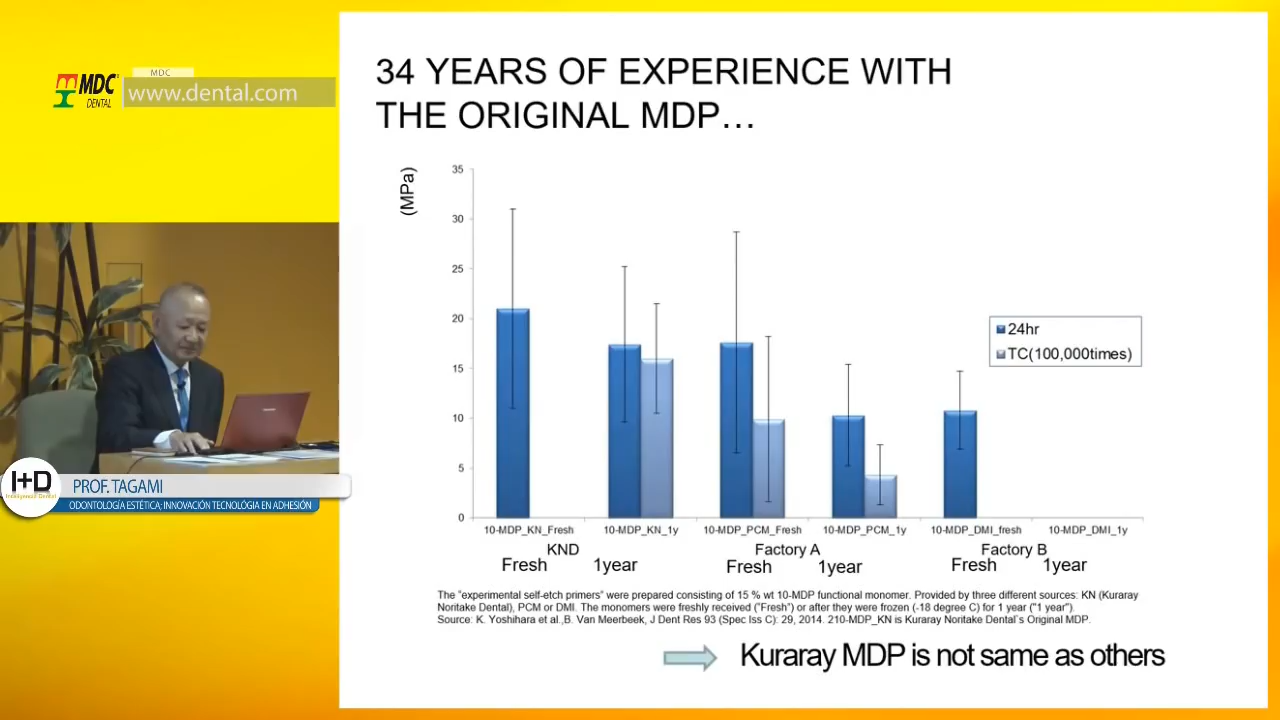 MDC
MDC
DENTAL
www.dental.com
34 YEARS OF EXPERIENCE WITH
THE ORIGINAL MDP…
(MPa)
35
30
25
20
15
10
5
0
24hr
TC(100,000times)
10-MDP_KN_Fresh
10-MDP_KN_1y
10-MDP_PCM_Fresh
10-MDP_PCM_1y
10-MDP_DMI_fresh
10-MDP_DMI_1y
KND
Factory A
Factory B
Fresh
1year
Fresh
1year
Fresh
1year
The "experimental self-etch primers" were prepared consisting of 15 % wt 10-MDP functional monomer. Provided by three different sources: KN (Kuraray
Noritake Dental), PCM or DMI. The monomers were freshly received ("Fresh") or after they were frozen (-18 degree C) for 1 year ("1 year").
Source: K. Yoshihara et al.,B. Van Meerbeek, J Dent Res 93 (Spec Iss C): 29, 2014. 210-MDP_KN is Kuraray Noritake Dental`s Original MDP.
Kuraray MDP is not same as others
I+D
Inteligencia Dental
PROF. TAGAMI
ODONTOLOGÍA ESTÉTICA; INNOVACIÓN TECNOLÓGIA EN ADHESIÓN